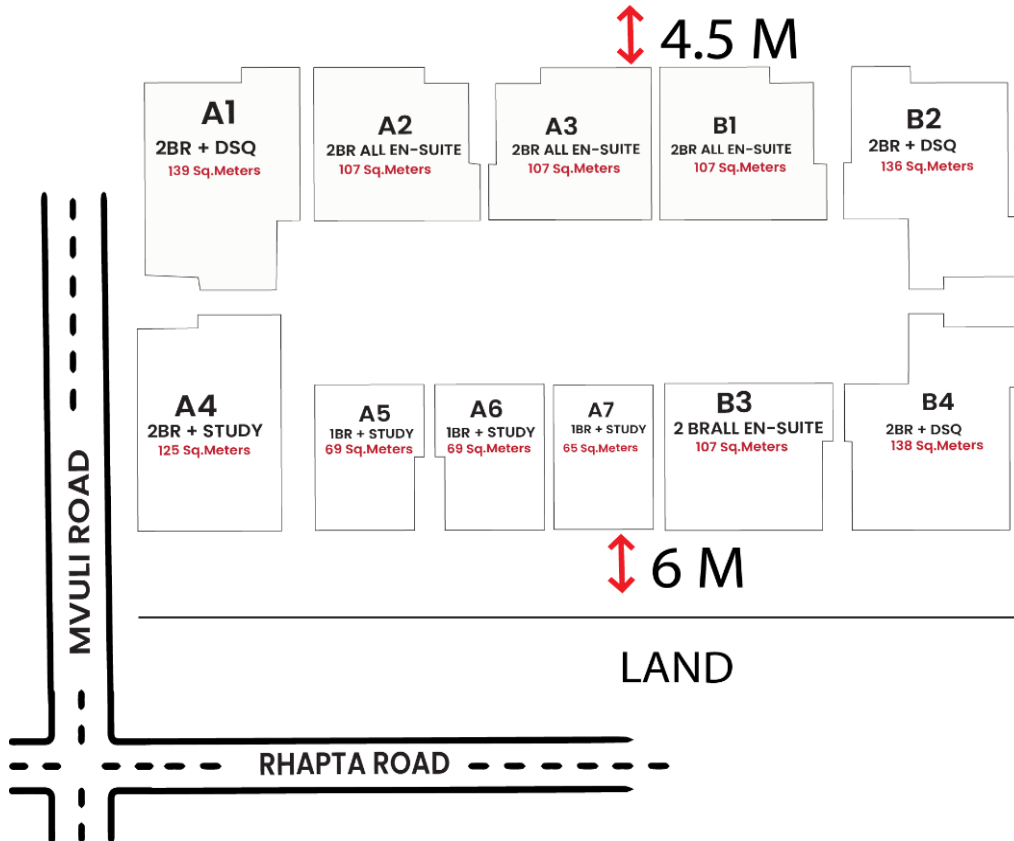 4.5 M
A1
2BR + DSQ
139 Sq.Meters
A2
2BR ALL EN-SUITE
107 Sq.Meters
A3
2BR ALL EN-SUITE
107 Sq.Meters
B1
2BR ALL EN-SUITE
107 Sq.Meters
B2
2BR + DSQ
136 Sq.Meters
A4
2BR + STUDY
125 Sq.Meters
A5
1BR + STUDY
69 Sq.Meters
A6
1BR + STUDY
69 Sq.Meters
A7
1BR + STUDY
65 Sq.Meters
B3
2 BRALL EN-SUITE
107 Sq.Meters
B4
2BR + DSQ
138 Sq.Meters
6 M
MVULI ROAD
LAND
RHAPTA ROAD